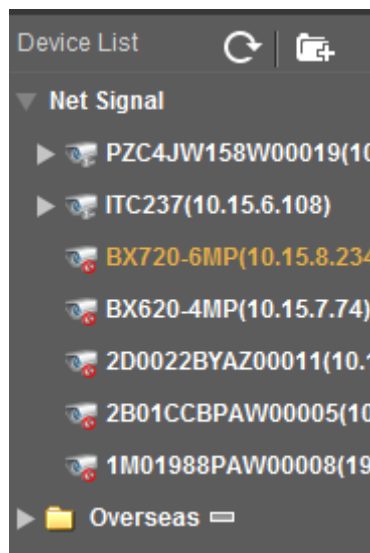 Device List
Net Signal
PZC4JW158W00019(10
ITC237(10.15.6.108)
BX720-6MP(10.15.8.234
BX620-4MP(10.15.7.74)
2D0022BYAZ00011(10.1
2B01CCBPAW00005(10
1M01988PAW00008(19
Overseas